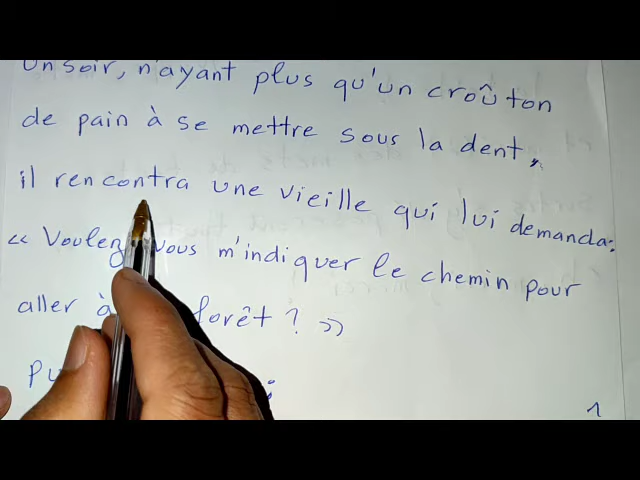 Un soir, n'ayant plus qu'un croûton
de pain à se mettre sous la dent,
il rencontra une vieille qui lui demanda:
« Voulez vous m'indiquer le chemin pour
aller à forêt ? »
1